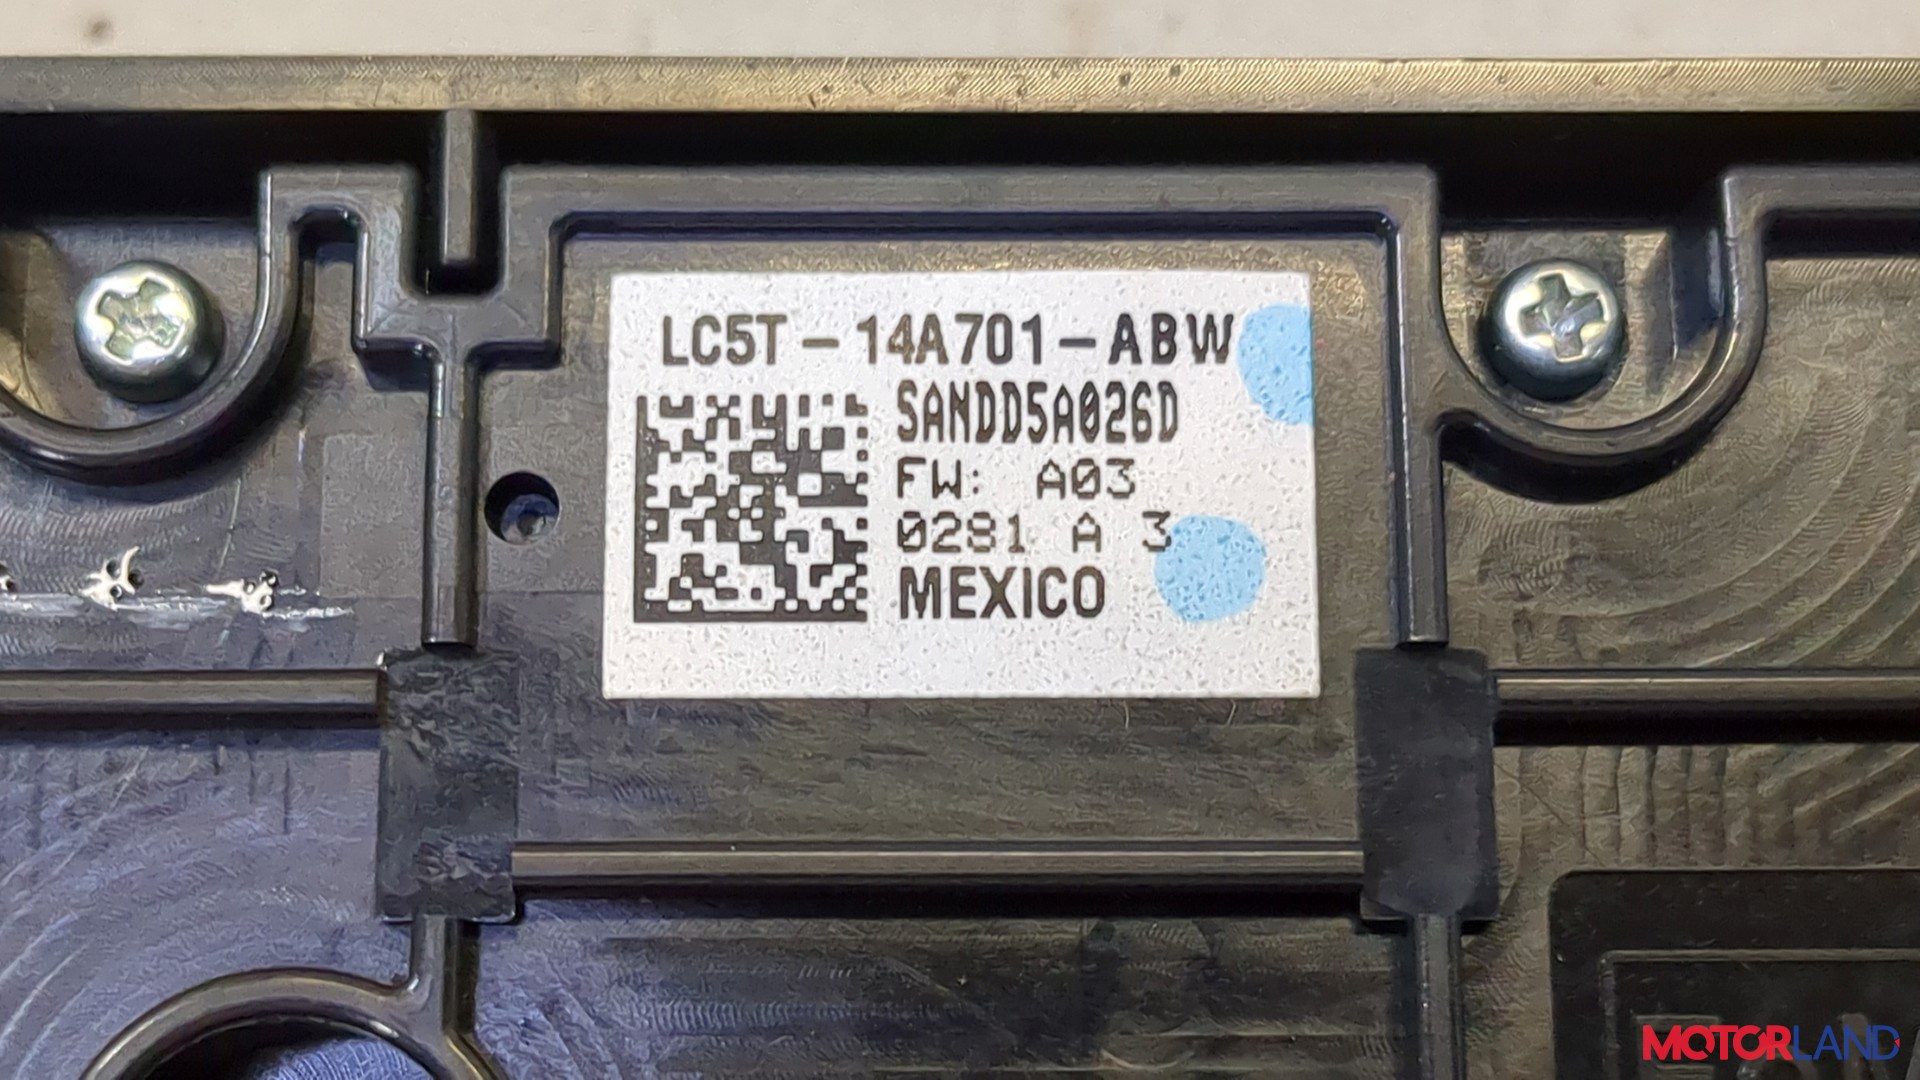 LC5T-14A701-ABW
SANDD5A026D
FW: A03
0281 A 3
MEXICO
MOTORLAND